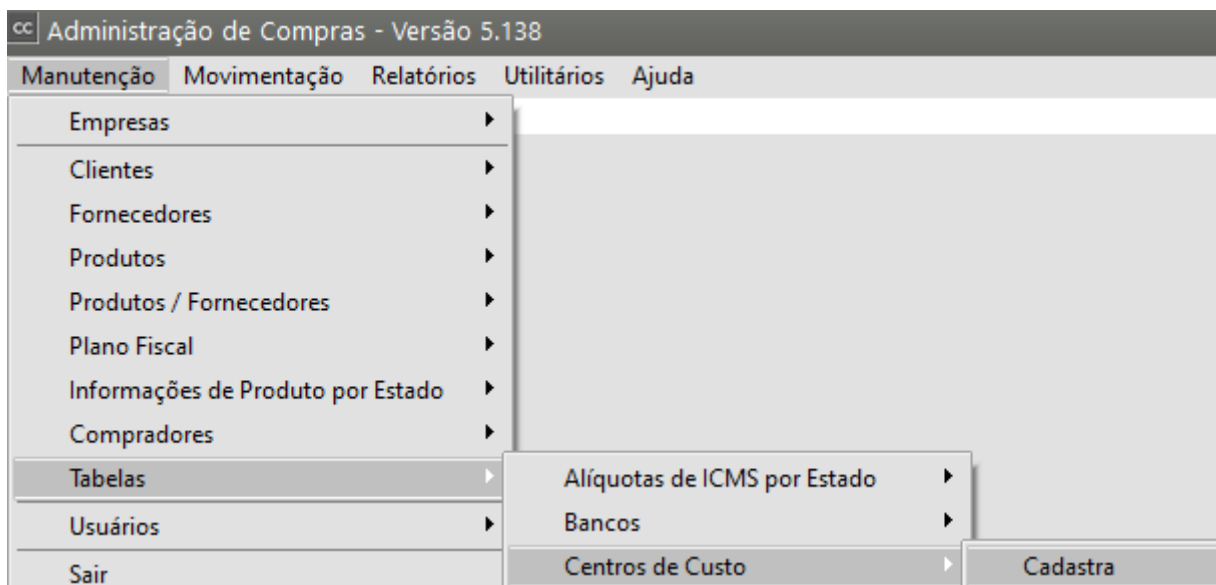 cc Administração de Compras - Versão 5.138
Manutenção Movimentação Relatórios Utilitários Ajuda
Empresas
Clientes
Fornecedores
Produtos
Produtos / Fornecedores
Plano Fiscal
Informações de Produto por Estado
Compradores
Tabelas
Usuários
Sair
Alíquotas de ICMS por Estado
Bancos
Centros de Custo
Cadastra